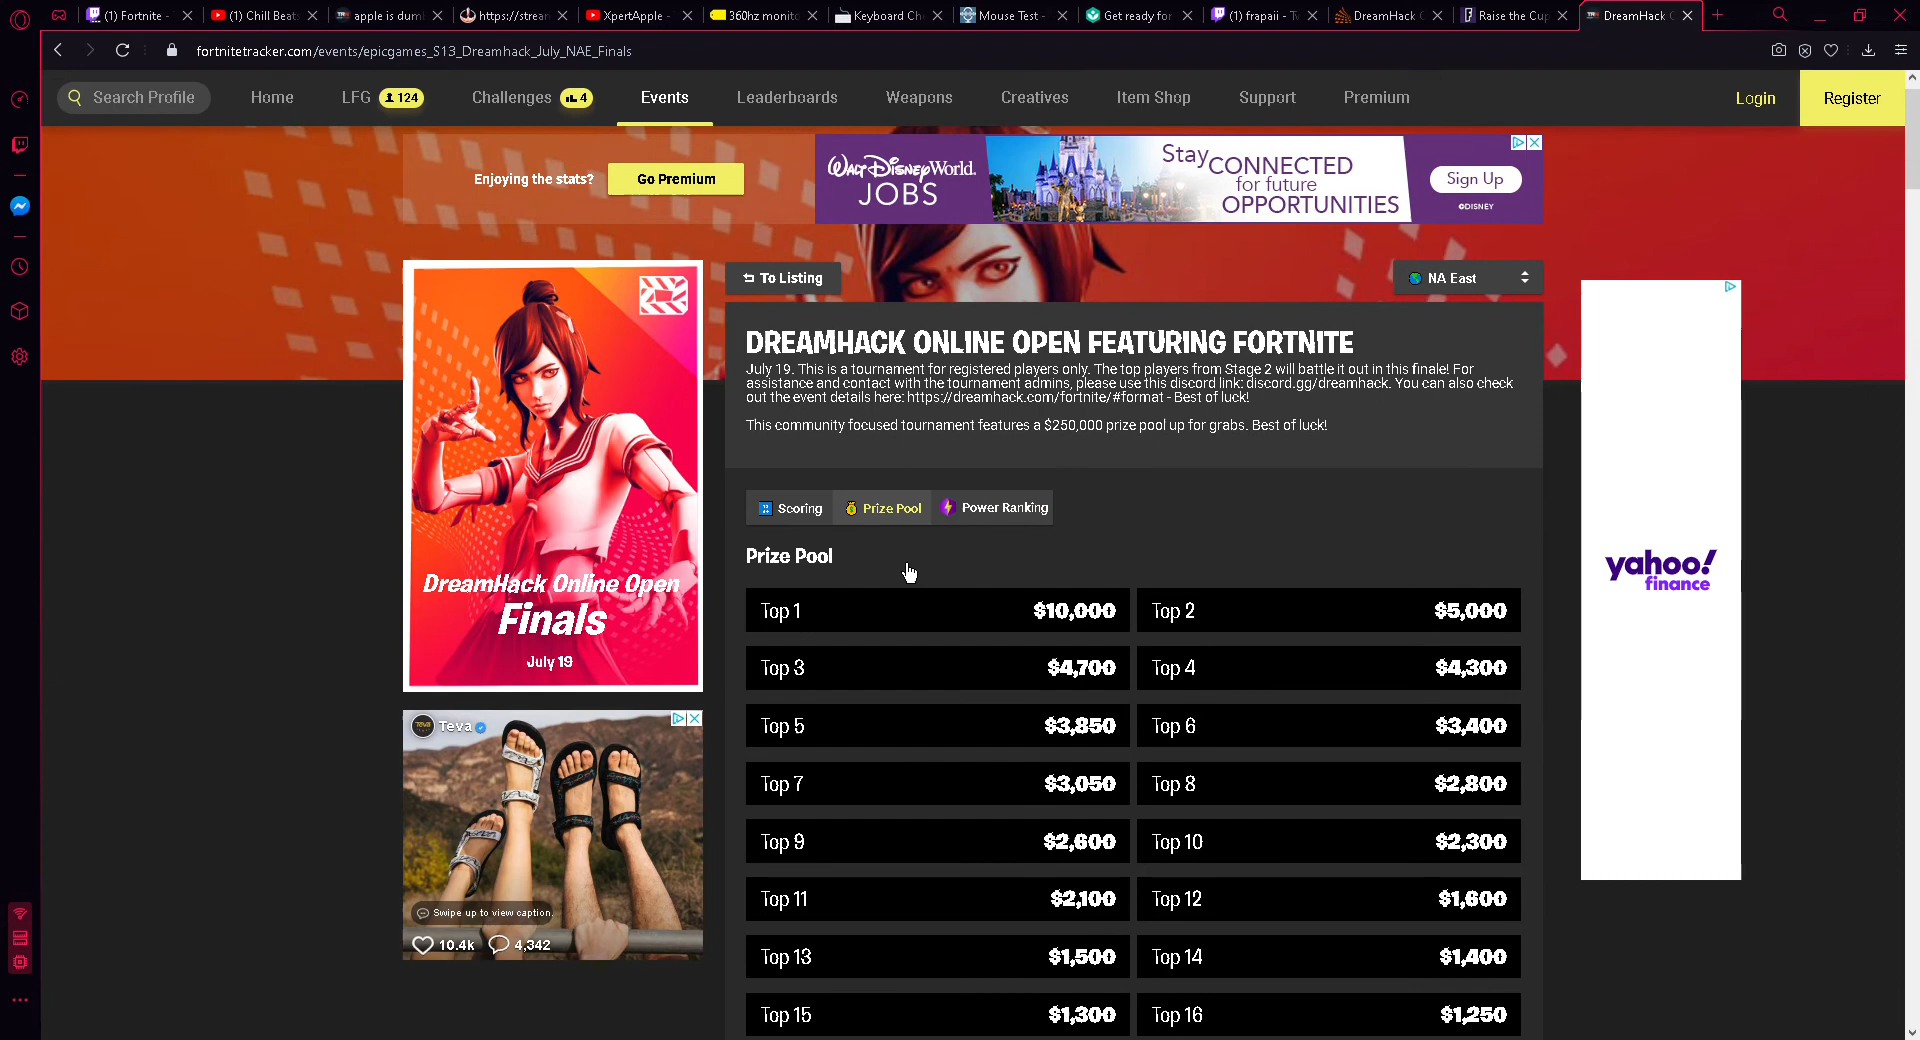 (1) Fortnite -
(1) Chill Beat
apple is dum
https://strean
XpertApple -
360hz monito
Keyboard Ch
Mouse Test -
Get ready for
(1) frapaii - Tw
DreamHack C
Raise the Cup
DreamHack C
fortnitetracker.com/events/epicgames_S13_Dreamhack_July_NAE_Finals
Search Profile
Home
LFG 124
Challenges 4
Events
Leaderboards
Weapons
Creatives
Item Shop
Support
Premium
Login
Register
Enjoying the stats?
Go Premium
WALT DISNEY WORLD.
JOBS
Stay CONNECTED
for future
OPPORTUNITIES
Sign Up
©DISNEY
To Listing
NA East
DREAMHACK ONLINE OPEN FEATURING FORTNITE
July 19. This is a tournament for registered players only. The top players from Stage 2 will battle it out in this finale! For
assistance and contact with the tournament admins, please use this discord link: discord.gg/dreamhack. You can also check
out the event details here: https://dreamhack.com/fortnite/#format - Best of luck!
This community focused tournament features a $250,000 prize pool up for grabs. Best of luck!
DreamHack Online Open
Finals
July 19
Scoring
Prize Pool
Power Ranking
Prize Pool
Top 1 $10,000
Top 2 $5,000
Top 3 $4,700
Top 4 $4,300
Top 5 $3,850
Top 6 $3,400
Top 7 $3,050
Top 8 $2,800
Top 9 $2,600
Top 10 $2,300
Top 11 $2,100
Top 12 $1,600
Top 13 $1,500
Top 14 $1,400
Top 15 $1,300
Top 16 $1,250
Teva
Swipe up to view caption.
10.4k 4,342
yahoo!
finance